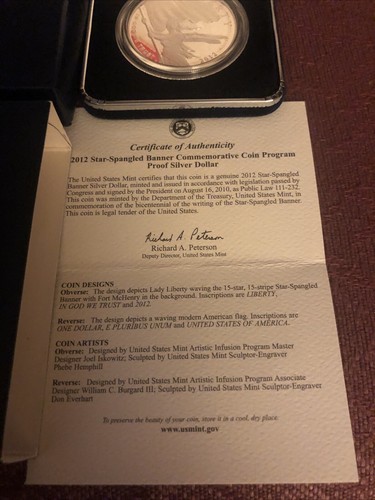 Certificate of Authenticity
2012 Star-Spangled Banner Commemorative Coin Program
Proof Silver Dollar
The United States Mint certifies that this coin is a genuine 2012 Star-Spangled
Banner Silver Dollar, minted and issued in accordance with legislation passed by
Congress and signed by the President on August 16, 2010, as Public Law 111-232.
This coin was minted by the Department of the Treasury, United States Mint, in
commemoration of the bicentennial of the writing of the Star-Spangled Banner.
This coin is legal tender of the United States.
Richard A. Peterson
Richard A. Peterson
Deputy Director, United States Mint
COIN DESIGNS
Obverse: The design depicts Lady Liberty waving the 15-star, 15-stripe Star-Spangled
Banner with Fort McHenry in the background. Inscriptions are LIBERTY,
IN GOD WE TRUST and 2012.
Reverse: The design depicts a waving modern American flag. Inscriptions are
ONE DOLLAR, E PLURIBUS UNUM and UNITED STATES OF AMERICA.
COIN ARTISTS
Obverse: Designed by United States Mint Artistic Infusion Program Master
Designer Joel Iskowitz; Sculpted by United States Mint Sculptor-Engraver
Phebe Hemphill
Reverse: Designed by United States Mint Artistic Infusion Program Associate
Designer William C. Burgard III; Sculpted by United States Mint Sculptor-Engraver
Don Everhart
To preserve the beauty of your coin, store it in a cool, dry place.
www.usmint.gov